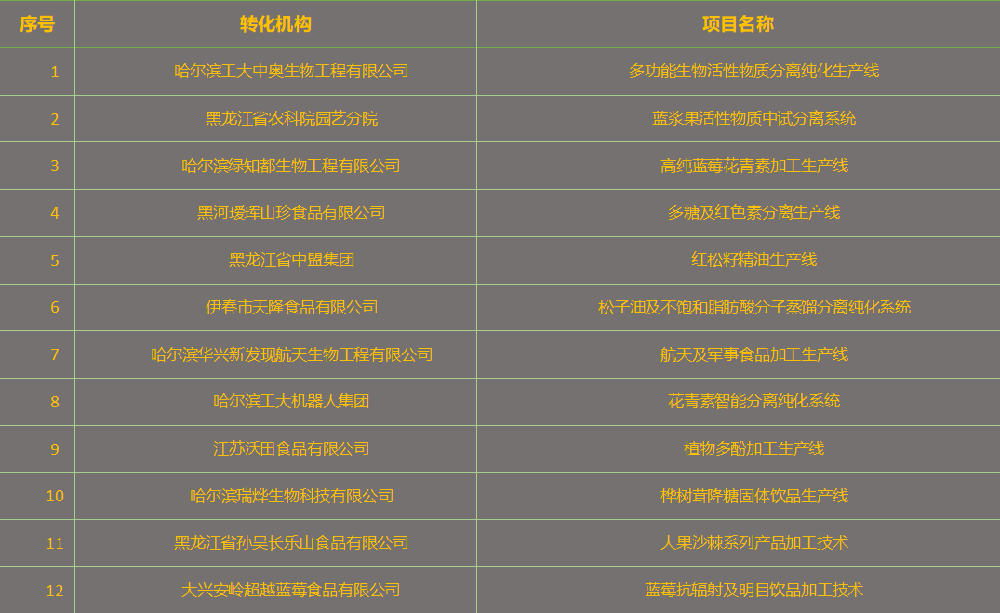 序号 转化机构 项目名称
1 哈尔滨工大中奥生物工程有限公司 多功能生物活性物质分离纯化生产线
2 黑龙江省农科院园艺分院 蓝浆果活性物质中试分离系统
3 哈尔滨绿知都生物工程有限公司 高纯蓝莓花青素加工生产线
4 黑河瑷珲山珍食品有限公司 多糖及红色素分离生产线
5 黑龙江省中盟集团 红松籽精油生产线
6 伊春市天隆食品有限公司 松子油及不饱和脂肪酸分子蒸馏分离纯化系统
7 哈尔滨华兴新发现航天生物工程有限公司 航天及军事食品加工生产线
8 哈尔滨工大机器人集团 花青素智能分离纯化系统
9 江苏沃田食品有限公司 植物多酚加工生产线
10 哈尔滨瑞烨生物科技有限公司 桦树茸降糖固体饮品生产线
11 黑龙江省孙吴长乐山食品有限公司 大果沙棘系列产品加工技术
12 大兴安岭超越蓝莓食品有限公司 蓝莓抗辐射及明目饮品加工技术